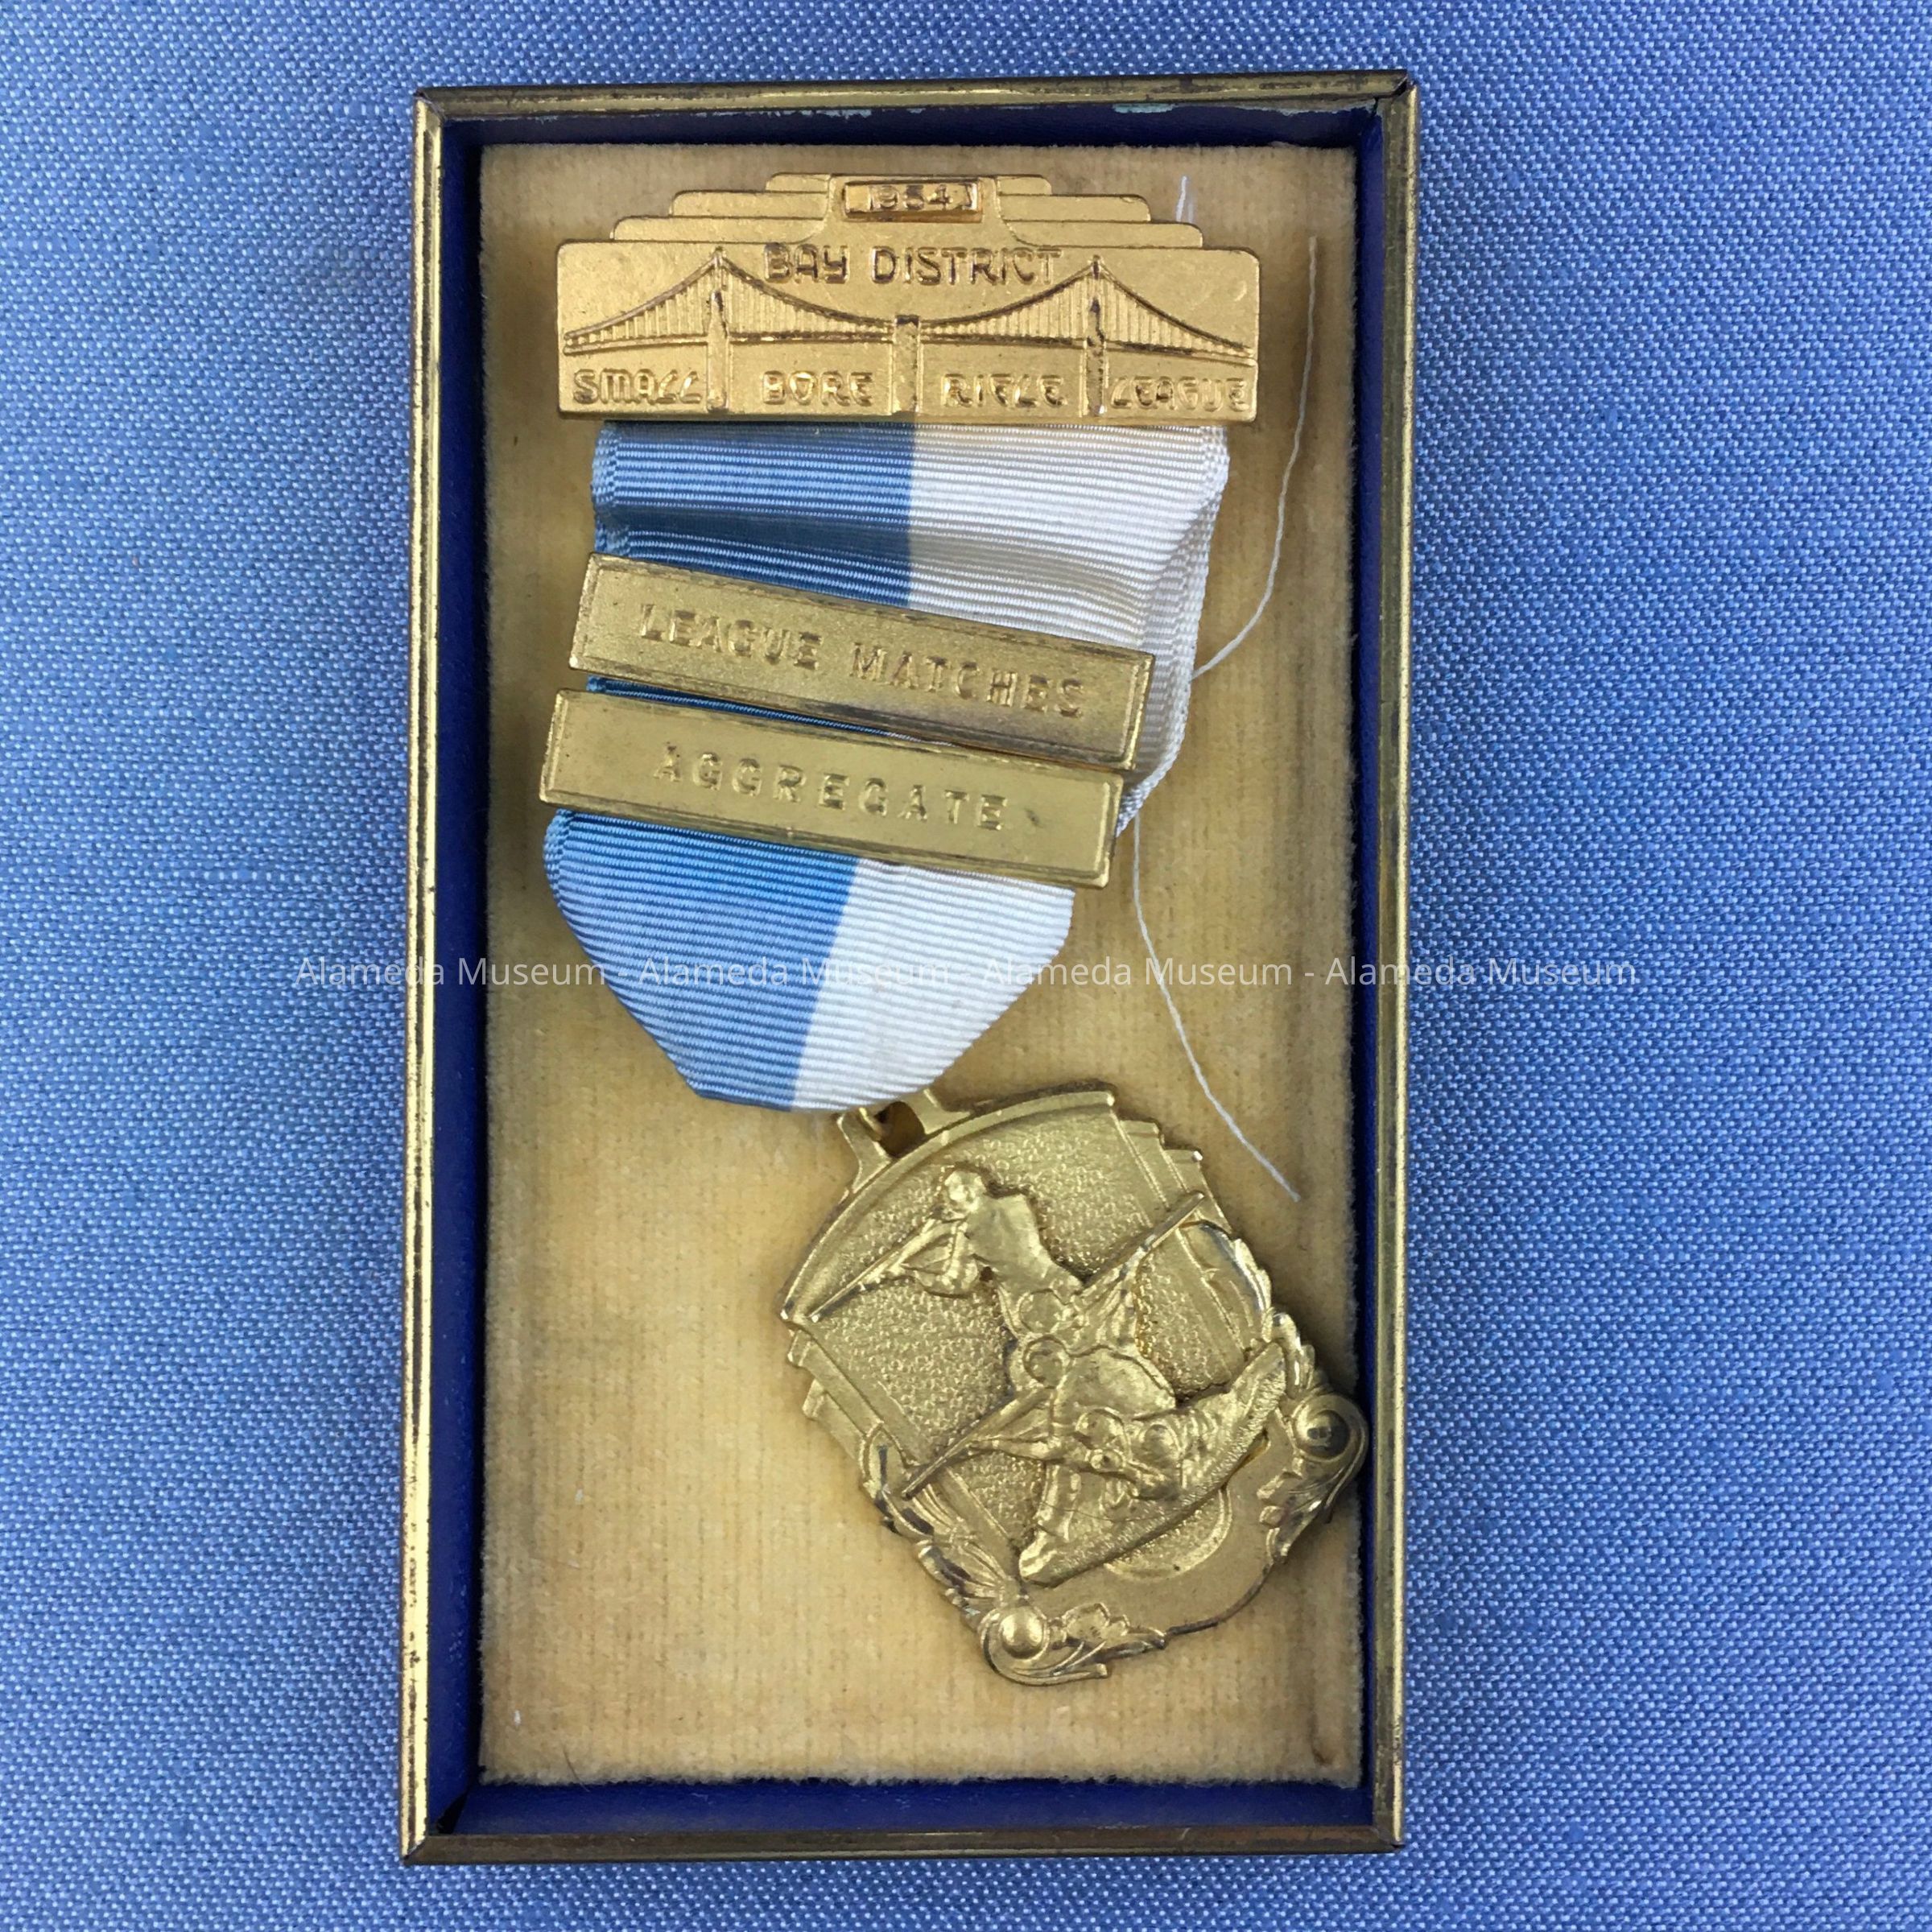 1954
BAY DISTRICT
SMALL BORE RIFLE LEAGUE
LEAGUE MATCHES
AGGREGATE
Alameda Museum - Alameda Museum - Alameda Museum - Alameda Museum